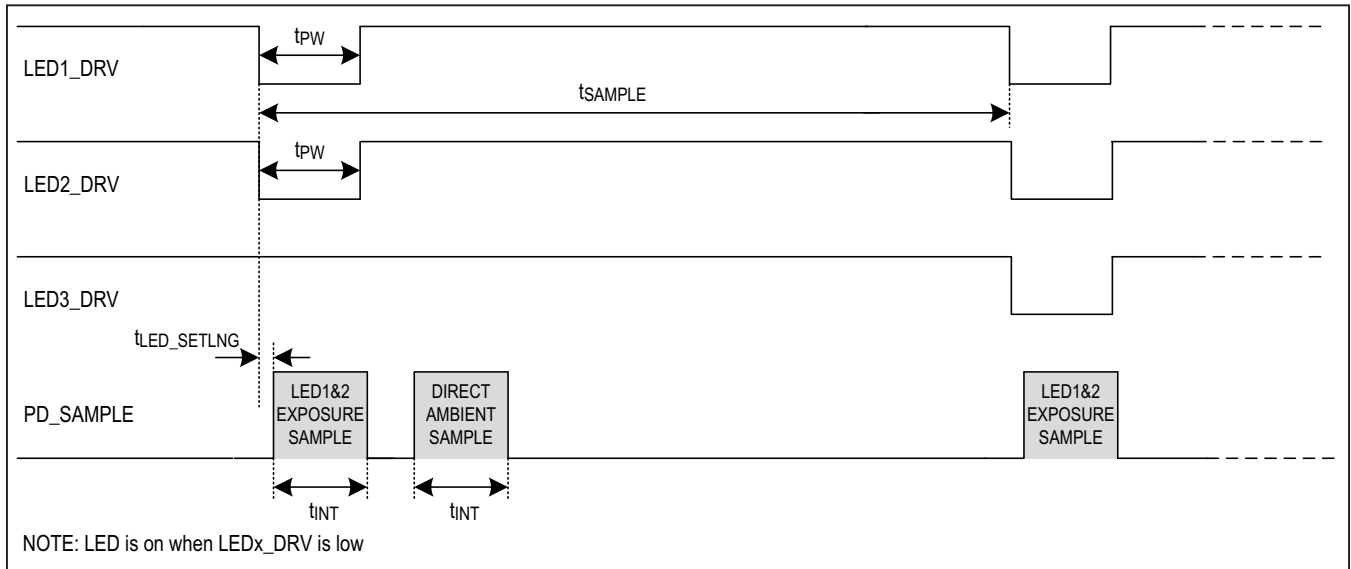 tPW
LED1_DRV
tSAMPLE
tPW
LED2_DRV
LED3_DRV
tLED_SETLNG
PD_SAMPLE
LED1&2
EXPOSURE
SAMPLE
DIRECT
AMBIENT
SAMPLE
LED1&2
EXPOSURE
SAMPLE
tINT
tINT
NOTE: LED is on when LEDx_DRV is low